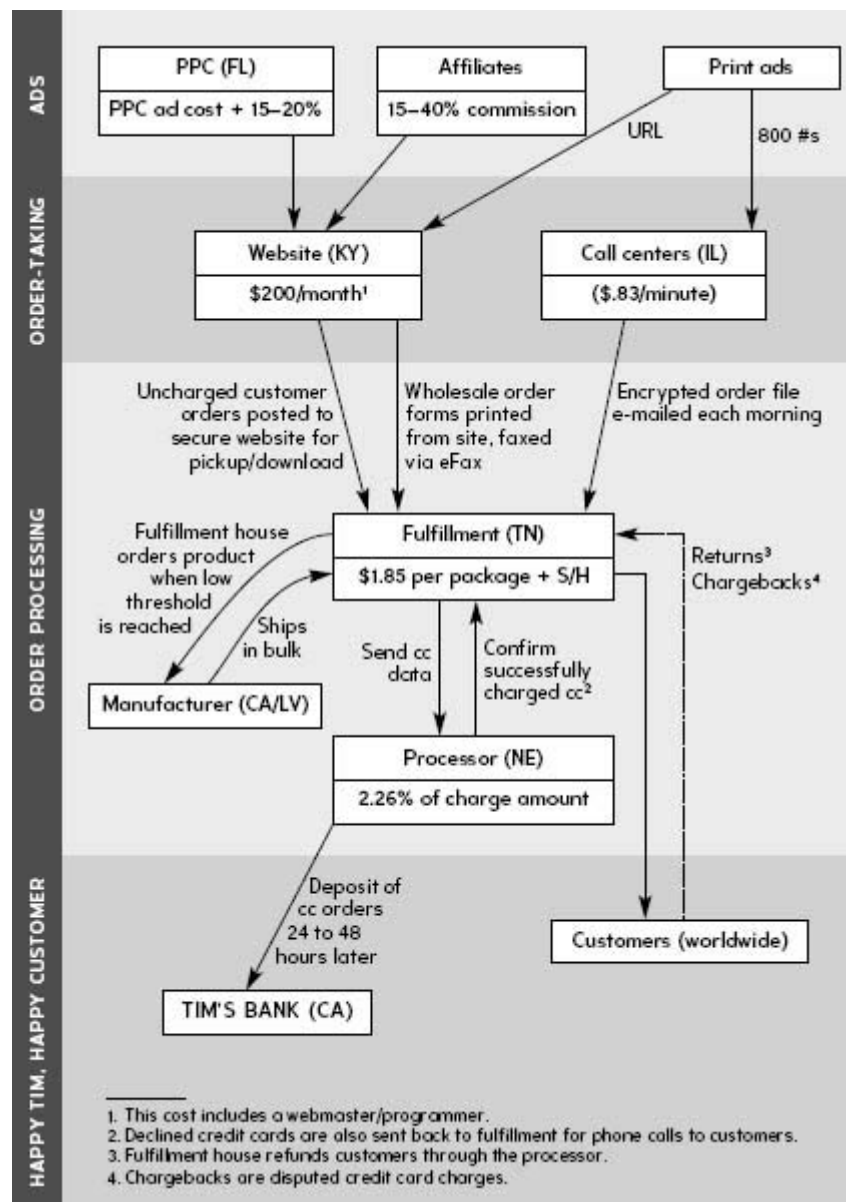 ADS
PPC (FL)
PPC ad cost + 15–20%
Affiliates
15–40% commission
Print ads
URL
800 #s
ORDER-TAKING
Website (KY)
$200/month¹
Call centers (IL)
($.83/minute)
ORDER PROCESSING
Uncharged customer
orders posted to
secure website for
pickup/download
Wholesale order
forms printed
from site, faxed
via eFax
Encrypted order file
e-mailed each morning
Fulfillment house
orders product
when low
threshold
is reached
Fulfillment (TN)
$1.85 per package + S/H
Returns³
Chargebacks⁴
Ships
in bulk
Send cc
data
Confirm
successfully
charged cc²
Manufacturer (CA/LV)
Processor (NE)
2.26% of charge amount
HAPPY TIM, HAPPY CUSTOMER
Deposit of
cc orders
24 to 48
hours later
Customers (worldwide)
TIM'S BANK (CA)
1. This cost includes a webmaster/programmer.
2. Declined credit cards are also sent back to fulfillment for phone calls to customers.
3. Fulfillment house refunds customers through the processor.
4. Chargebacks are disputed credit card charges.